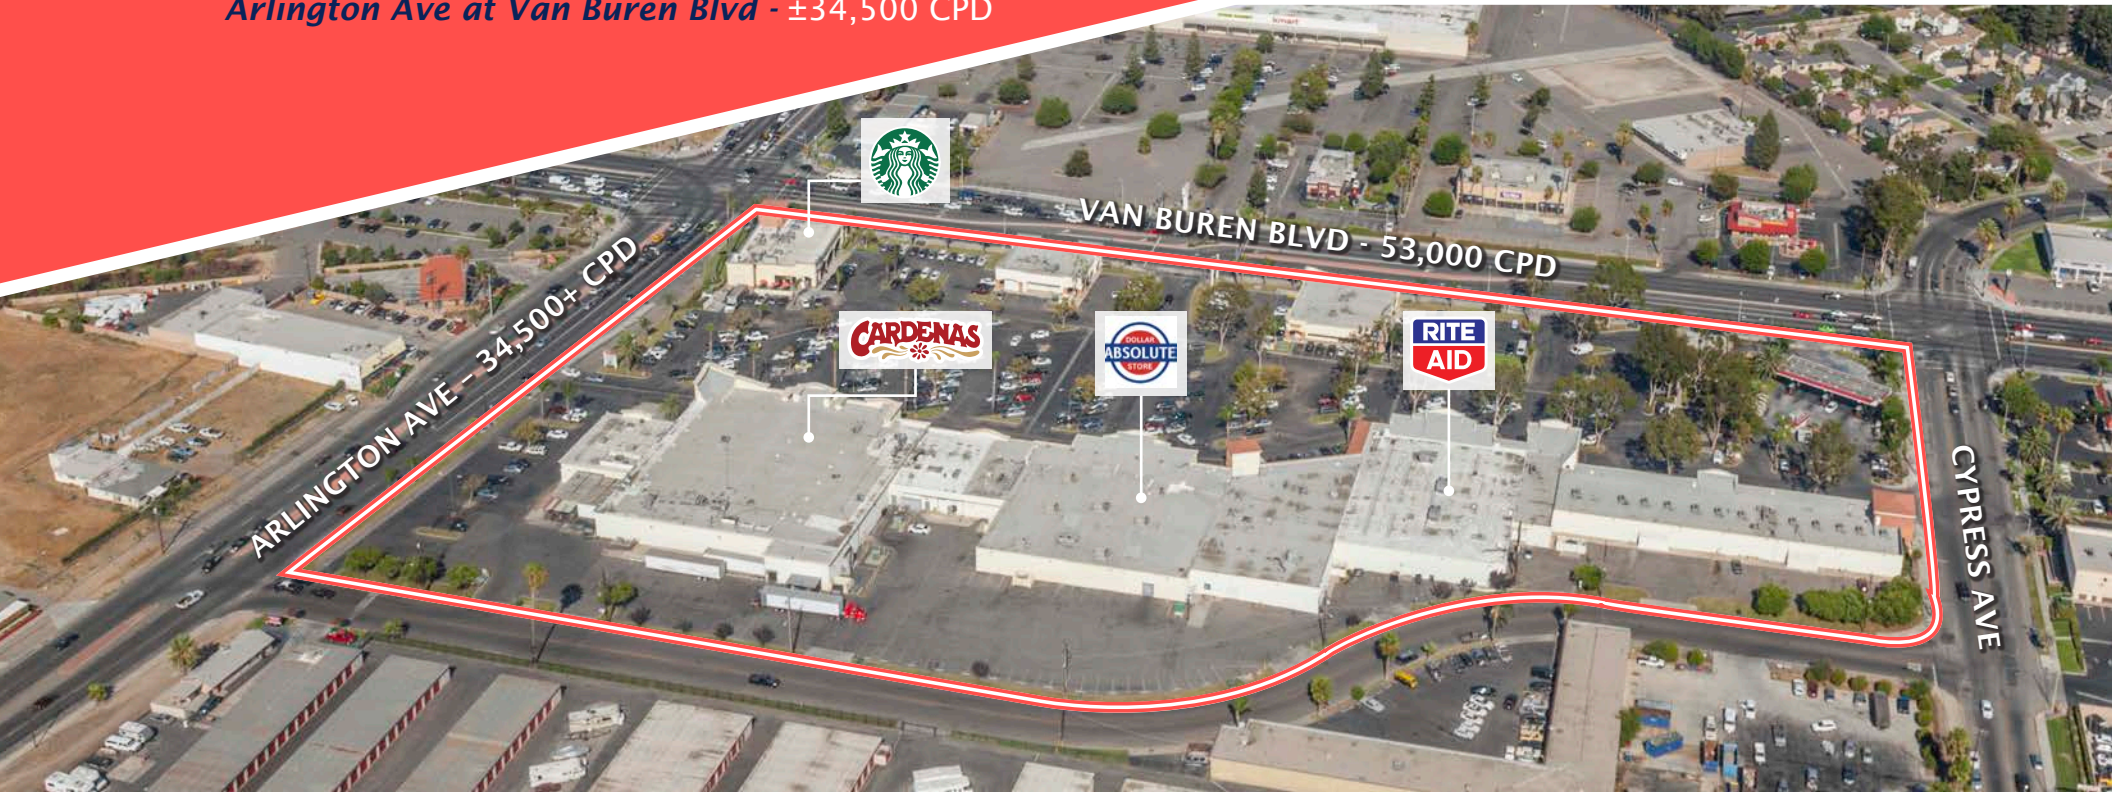 Arlington Ave at Van Buren Blvd - ±34,500 CPD
kmart
VAN BUREN BLVD - 53,000 CPD
ARLINGTON AVE – 34,500+ CPD
CARDENAS
DOLLAR
ABSOLUTE
STORE
RITE
AID
CYPRESS AVE